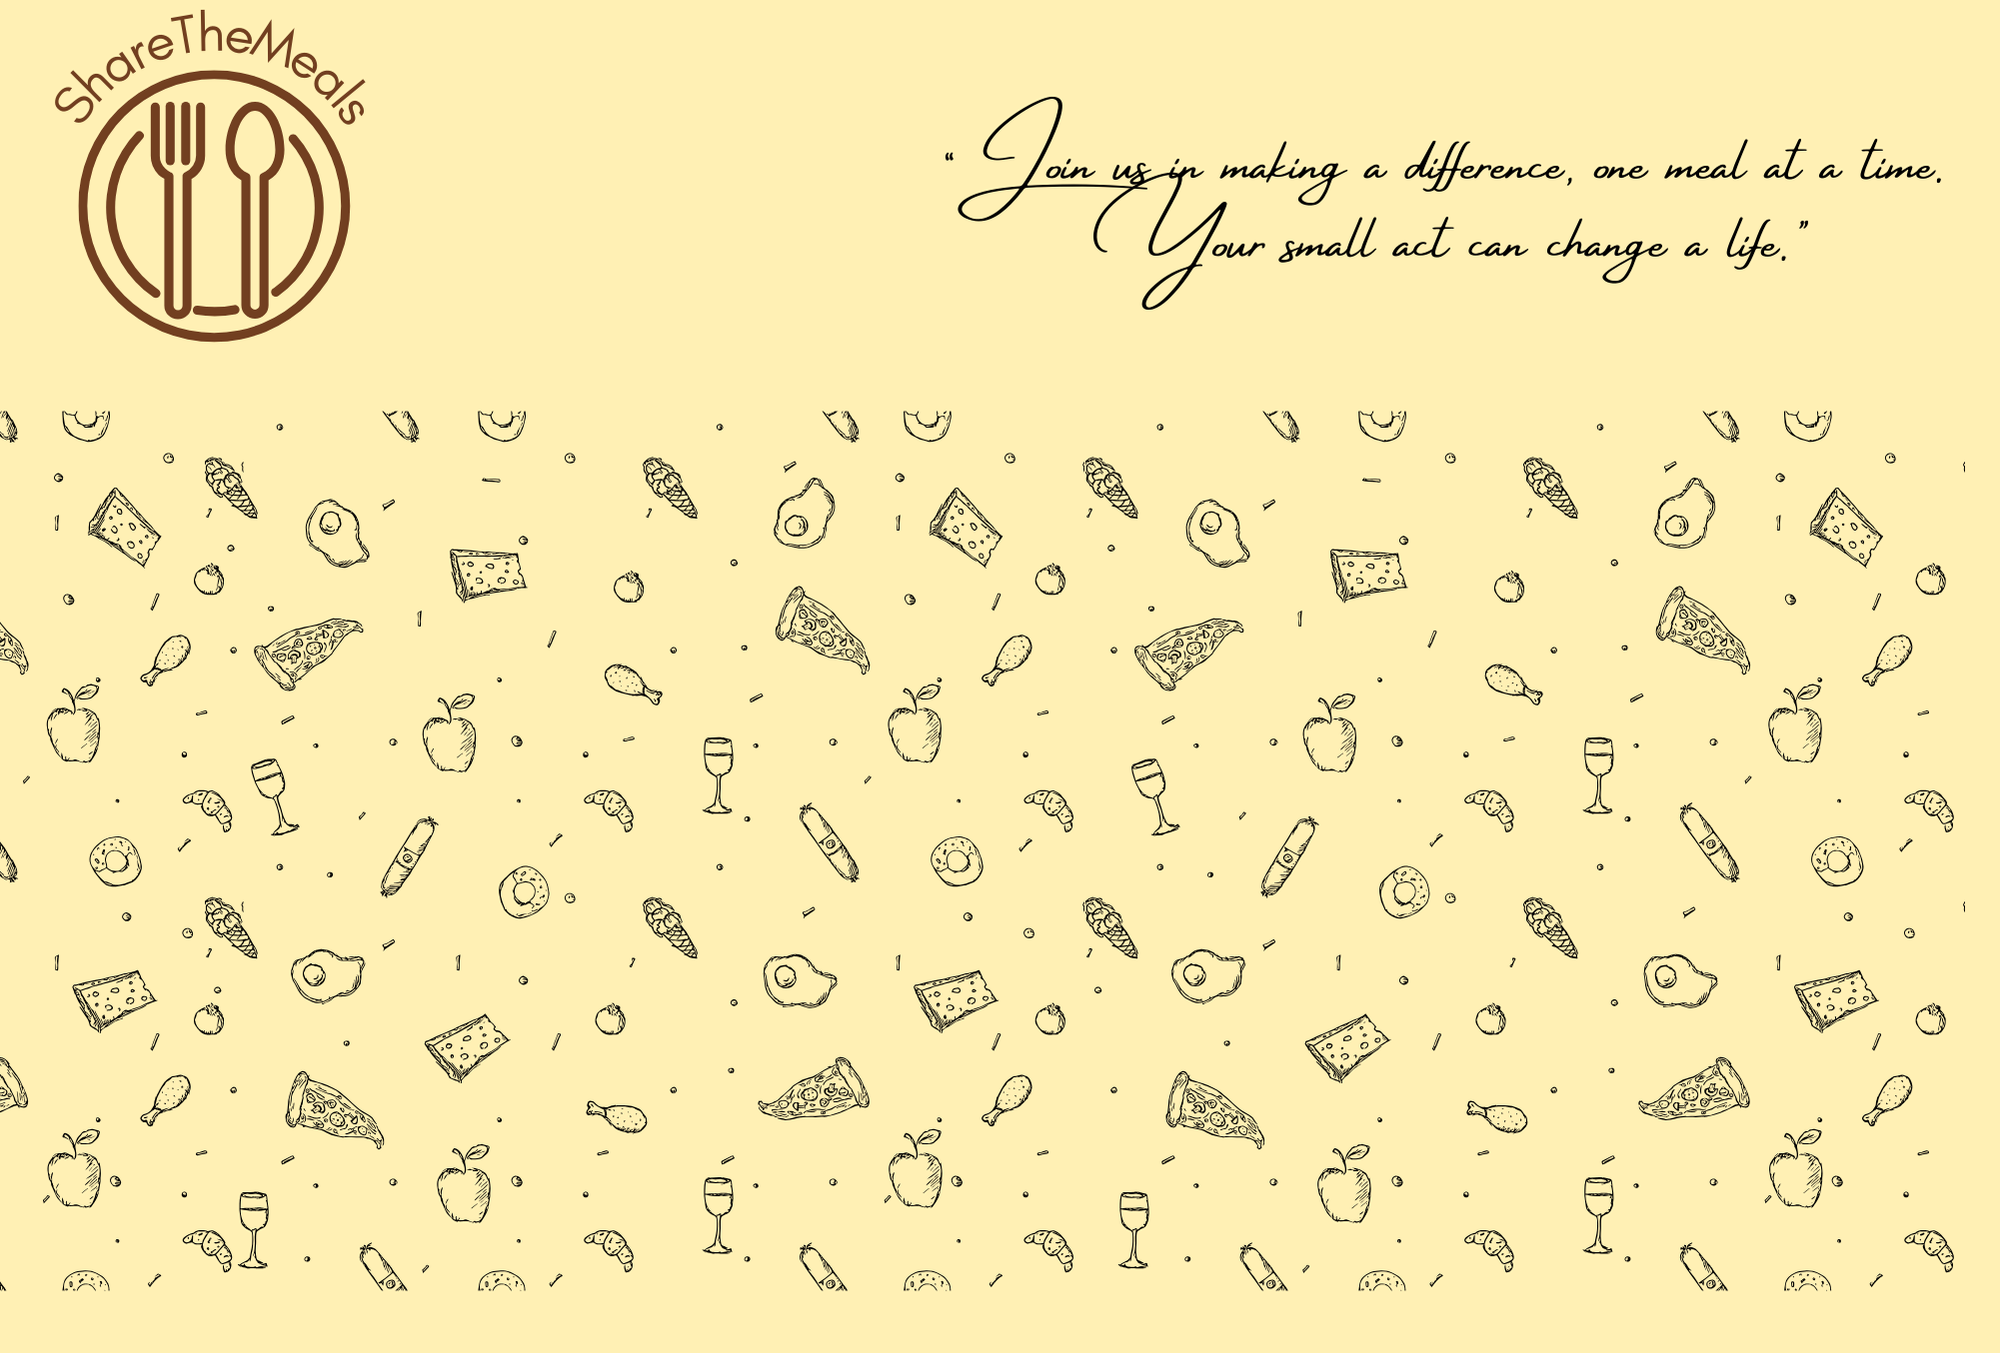 ShareTheMeals
“ Join us in making a difference, one meal at a time.
Your small act can change a life.”